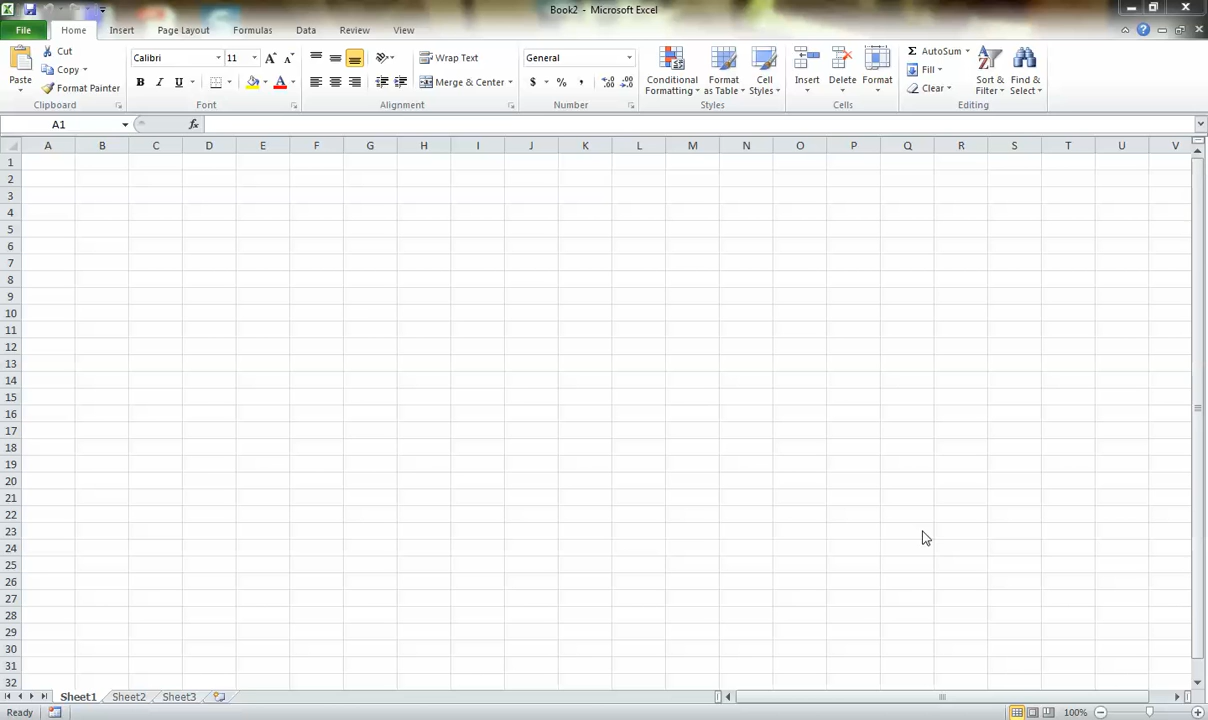 Book2 - Microsoft Excel
File Home Insert Page Layout Formulas Data Review View
Paste
Cut
Copy
Format Painter
Clipboard
Calibri 11
B I U
Font
Wrap Text
Merge & Center
Alignment
General
$ % ,
Number
Conditional Formatting
Format as Table
Cell Styles
Styles
Insert
Delete
Format
Cells
Σ AutoSum
Fill
Clear
Sort & Filter
Find & Select
Editing
A1 fx
A B C D E F G H I J K L M N O P Q R S T U V
1
2
3
4
5
6
7
8
9
10
11
12
13
14
15
16
17
18
19
20
21
22
23
24
25
26
27
28
29
30
31
32
Sheet1 Sheet2 Sheet3
Ready 100%